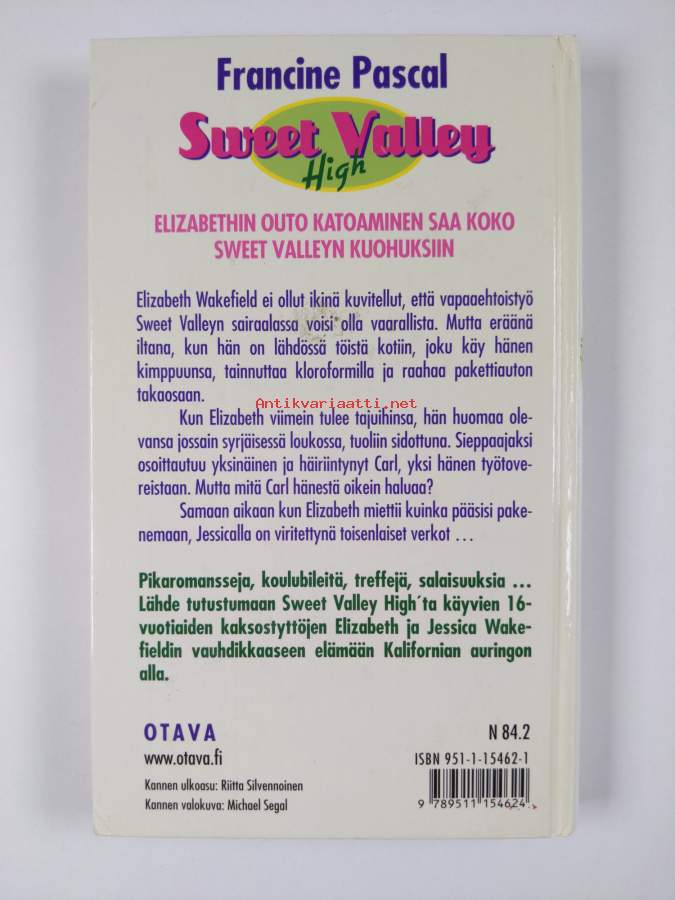 Francine Pascal
Sweet Valley
High
ELIZABETHIN OUTO KATOAMINEN SAA KOKO
SWEET VALLEYN KUOHUKSIIN
Elizabeth Wakefield ei ollut ikinä kuvitellut, että vapaaehtoistyö
Sweet Valleyn sairaalassa voisi olla vaarallista. Mutta eräänä
iltana, kun hän on lähdössä töistä kotiin, joku käy hänen
kimppuunsa, tainnuttaa kloroformilla ja raahaa pakettiauton
takaosaan.
Antikvariaatti.net
Kun Elizabeth viimein tulee tajuihinsa, hän huomaa ole-
vansa jossain syrjäisessä loukossa, tuoliin sidottuna. Sieppaajaksi
osoittautuu yksinäinen ja häiriintynyt Carl, yksi hänen työtove-
reistaan. Mutta mitä Carl hänestä oikein haluaa?
Samaan aikaan kun Elizabeth miettii kuinka pääsisi pake-
nemaan, Jessicalla on viritettynä toisenlaiset verkot ...
Pikaromansseja, koulubileitä, treffejä, salaisuuksia ...
Lähde tutustumaan Sweet Valley High´ta käyvien 16-
vuotiaiden kaksostyttöjen Elizabeth ja Jessica Wake-
fieldin vauhdikkaaseen elämään Kalifornian auringon
alla.
OTAVA
N 84.2
www.otava.fi
ISBN 951-1-15462-1
Kannen ulkoasu: Riitta Silvennoinen
Kannen valokuva: Michael Segal
9 789511 154624